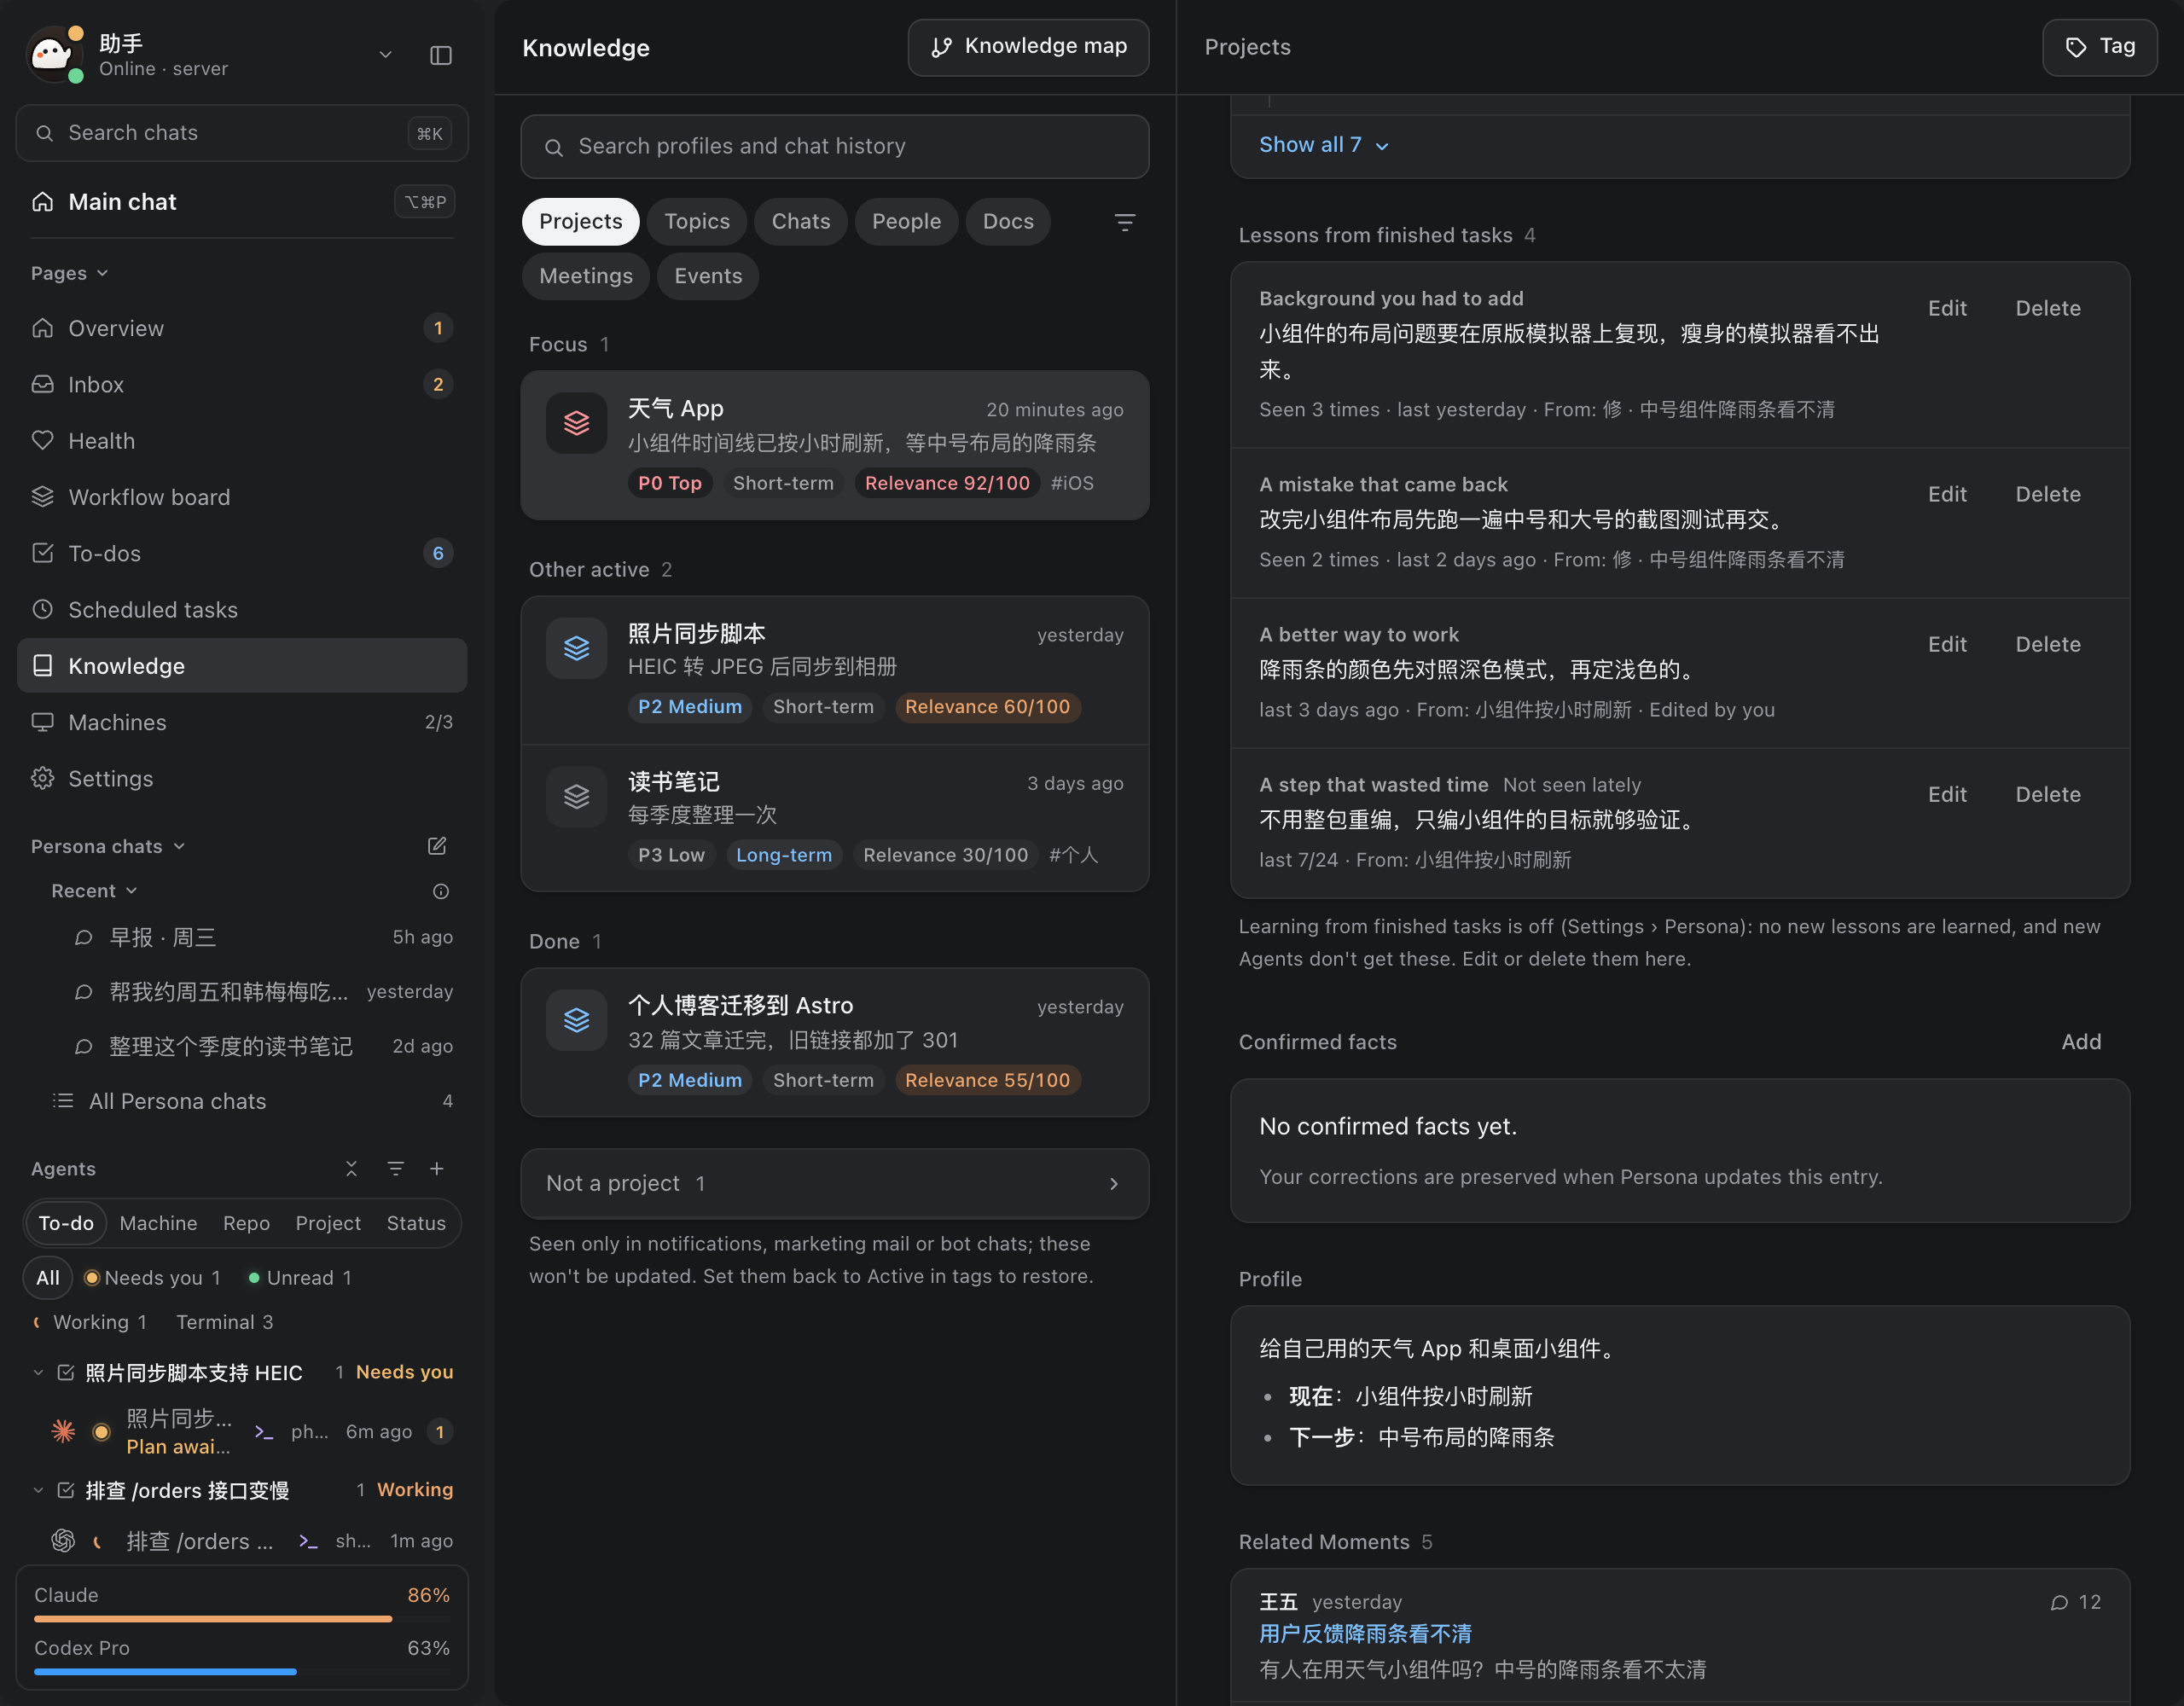 助手
Online · server
Search chats
⌘K
Main chat
⌥⌘P
Pages
Overview
1
Inbox
2
Health
Workflow board
To-dos
6
Scheduled tasks
Knowledge
Machines
2/3
Settings
Persona chats
Recent
早报 · 周三
5h ago
帮我约周五和韩梅梅吃...
yesterday
整理这个季度的读书笔记
2d ago
All Persona chats
4
Agents
To-do
Machine
Repo
Project
Status
All
Needs you 1
Unread 1
Working 1
Terminal 3
照片同步脚本支持 HEIC
1 Needs you
照片同步...
Plan awai...
ph...
6m ago
1
排查 /orders 接口变慢
1 Working
排查 /orders ...
sh...
1m ago
Claude
86%
Codex Pro
63%
Knowledge
Knowledge map
Search profiles and chat history
Projects
Topics
Chats
People
Docs
Meetings
Events
Focus 1
天气 App
20 minutes ago
小组件时间线已按小时刷新，等中号布局的降雨条
P0 Top
Short-term
Relevance 92/100
#iOS
Other active 2
照片同步脚本
yesterday
HEIC 转 JPEG 后同步到相册
P2 Medium
Short-term
Relevance 60/100
读书笔记
3 days ago
每季度整理一次
P3 Low
Long-term
Relevance 30/100
#个人
Done 1
个人博客迁移到 Astro
yesterday
32 篇文章迁完，旧链接都加了 301
P2 Medium
Short-term
Relevance 55/100
Not a project 1
Seen only in notifications, marketing mail or bot chats; these
won't be updated. Set them back to Active in tags to restore.
Projects
Tag
Show all 7
Lessons from finished tasks 4
Background you had to add
Edit
Delete
小组件的布局问题要在原版模拟器上复现，瘦身的模拟器看不出
来。
Seen 3 times · last yesterday · From: 修 · 中号组件降雨条看不清
A mistake that came back
Edit
Delete
改完小组件布局先跑一遍中号和大号的截图测试再交。
Seen 2 times · last 2 days ago · From: 修 · 中号组件降雨条看不清
A better way to work
Edit
Delete
降雨条的颜色先对照深色模式，再定浅色的。
last 3 days ago · From: 小组件按小时刷新 · Edited by you
A step that wasted time
Not seen lately
Edit
Delete
不用整包重编，只编小组件的目标就够验证。
last 7/24 · From: 小组件按小时刷新
Learning from finished tasks is off (Settings › Persona): no new lessons are learned, and new
Agents don't get these. Edit or delete them here.
Confirmed facts
Add
No confirmed facts yet.
Your corrections are preserved when Persona updates this entry.
Profile
给自己用的天气 App 和桌面小组件。
• 现在：小组件按小时刷新
• 下一步：中号布局的降雨条
Related Moments 5
王五 yesterday
12
用户反馈降雨条看不清
有人在用天气小组件吗？中号的降雨条看不太清